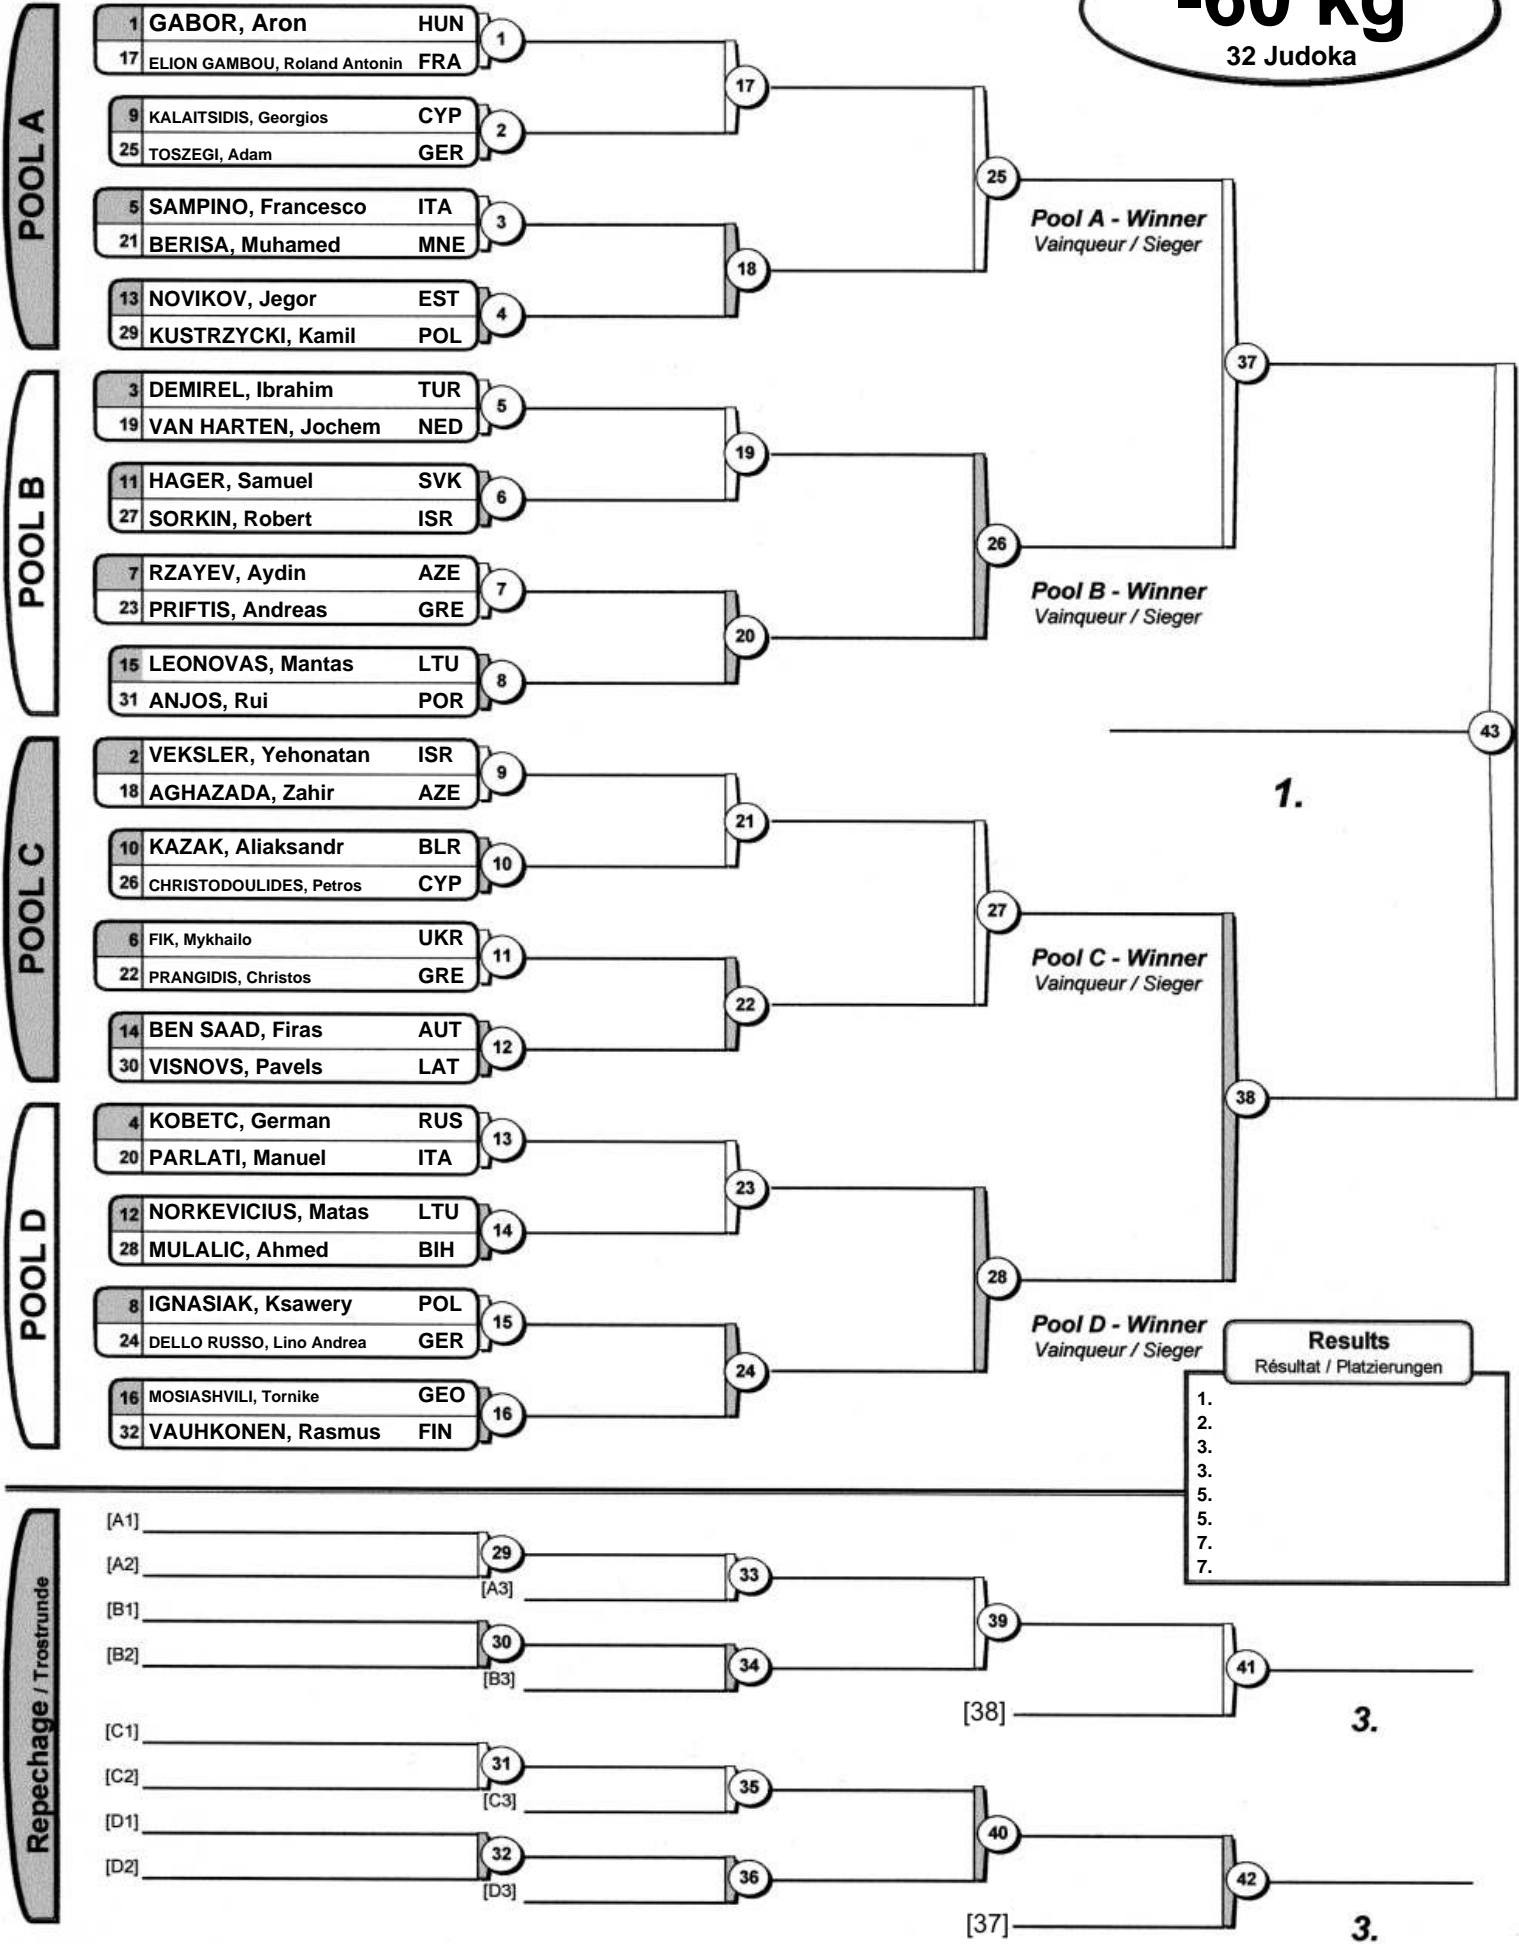 -60 kg
32 Judoka
POOL A
1 GABOR, Aron HUN
17 ELION GAMBOU, Roland Antonin FRA
1
9 KALAITSIDIS, Georgios CYP
25 TOSZEGI, Adam GER
2
17
5 SAMPINO, Francesco ITA
21 BERISA, Muhamed MNE
3
13 NOVIKOV, Jegor EST
29 KUSTRZYCKI, Kamil POL
4
18
25
Pool A - Winner
Vainqueur / Sieger
POOL B
3 DEMIREL, Ibrahim TUR
19 VAN HARTEN, Jochem NED
5
11 HAGER, Samuel SVK
27 SORKIN, Robert ISR
6
19
7 RZAYEV, Aydin AZE
23 PRIFTIS, Andreas GRE
7
15 LEONOVAS, Mantas LTU
31 ANJOS, Rui POR
8
20
26
Pool B - Winner
Vainqueur / Sieger
37
43
1.
POOL C
2 VEKSLER, Yehonatan ISR
18 AGHAZADA, Zahir AZE
9
10 KAZAK, Aliaksandr BLR
26 CHRISTODOULIDES, Petros CYP
10
21
6 FIK, Mykhailo UKR
22 PRANGIDIS, Christos GRE
11
14 BEN SAAD, Firas AUT
30 VISNOVS, Pavels LAT
12
22
27
Pool C - Winner
Vainqueur / Sieger
POOL D
4 KOBETC, German RUS
20 PARLATI, Manuel ITA
13
12 NORKEVICIUS, Matas LTU
28 MULALIC, Ahmed BIH
14
23
8 IGNASIAK, Ksawery POL
24 DELLO RUSSO, Lino Andrea GER
15
16 MOSIASHVILI, Tornike GEO
32 VAUHKONEN, Rasmus FIN
16
24
28
Pool D - Winner
Vainqueur / Sieger
38
Results
Résultat / Platzierungen
1.
2.
3.
3.
5.
5.
7.
7.
Repechage / Trostrunde
[A1]
[A2]
29
[A3]
33
[B1]
[B2]
30
[B3]
34
39
[38]
41
3.
[C1]
[C2]
31
[C3]
35
[D1]
[D2]
32
[D3]
36
40
[37]
42
3.